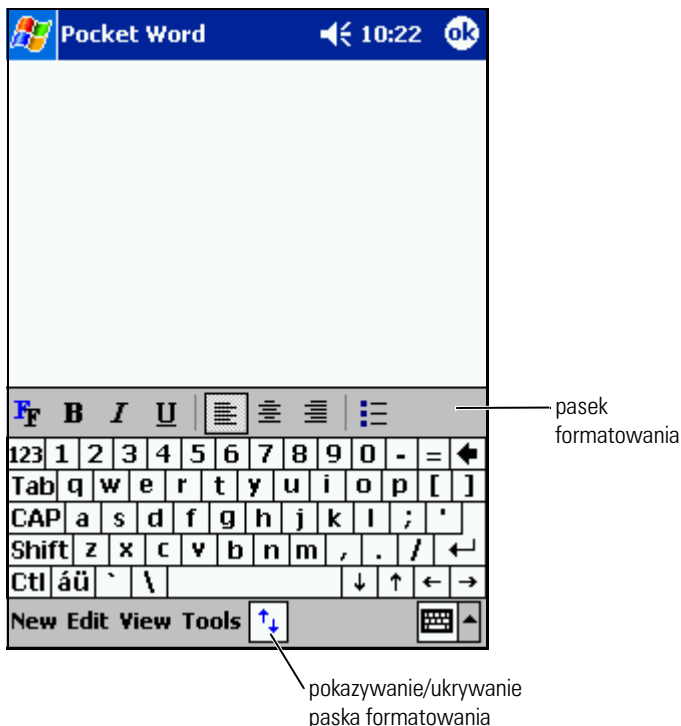 Pocket Word 10:22 ok
FF B I U
pasek
formatowania
123 1 2 3 4 5 6 7 8 9 0 - =
Tab q w e r t y u i o p [ ]
CAP a s d f g h j k l ; '
Shift z x c v b n m , . /
Ctl áü ` \ ↓ ↑ ← →
New Edit View Tools
pokazywanie/ukrywanie
paska formatowania